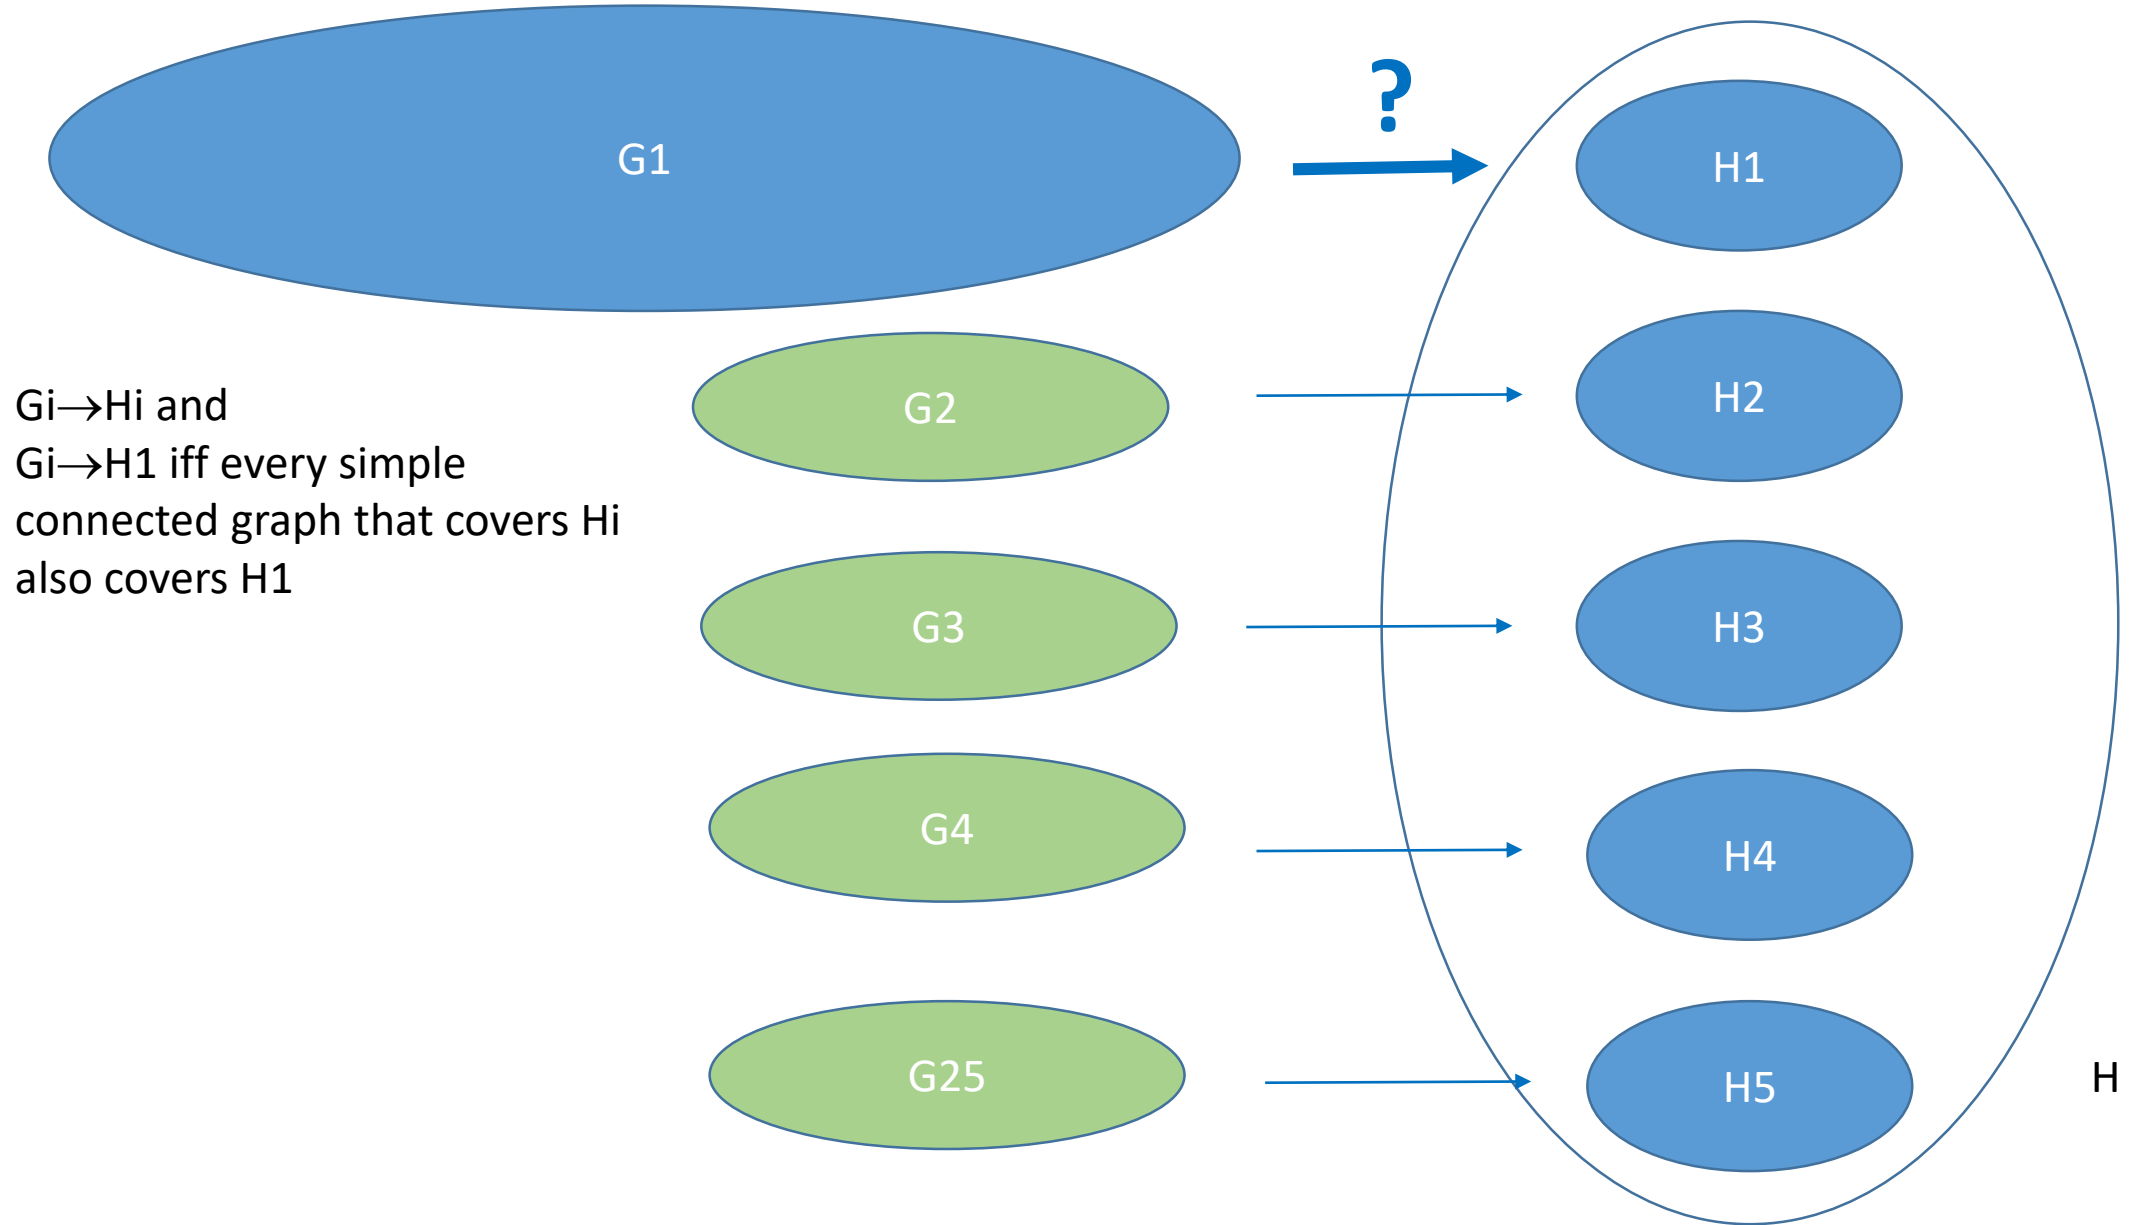 G1
?
H1
G2
H2
Gi→Hi and
Gi→H1 iff every simple
connected graph that covers Hi
also covers H1
G3
H3
G4
H4
G25
H5
H